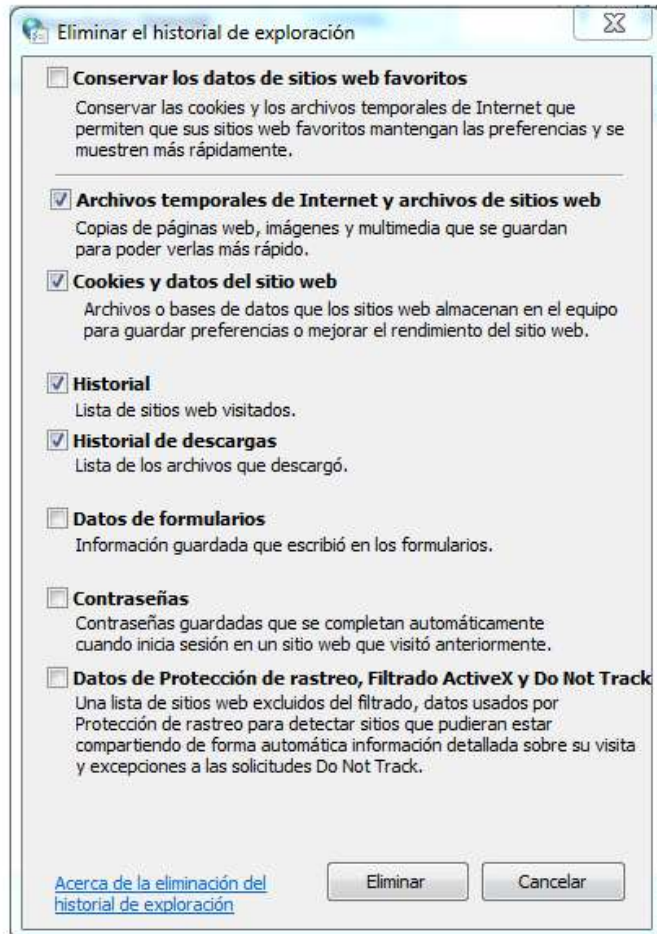 Eliminar el historial de exploración
Conservar los datos de sitios web favoritos
Conservar las cookies y los archivos temporales de Internet que
permiten que sus sitios web favoritos mantengan las preferencias y se
muestren más rápidamente.
Archivos temporales de Internet y archivos de sitios web
Copias de páginas web, imágenes y multimedia que se guardan
para poder verlas más rápido.
Cookies y datos del sitio web
Archivos o bases de datos que los sitios web almacenan en el equipo
para guardar preferencias o mejorar el rendimiento del sitio web.
Historial
Lista de sitios web visitados.
Historial de descargas
Lista de los archivos que descargó.
Datos de formularios
Información guardada que escribió en los formularios.
Contraseñas
Contraseñas guardadas que se completan automáticamente
cuando inicia sesión en un sitio web que visitó anteriormente.
Datos de Protección de rastreo, Filtrado ActiveX y Do Not Track
Una lista de sitios web excluidos del filtrado, datos usados por
Protección de rastreo para detectar sitios que pudieran estar
compartiendo de forma automática información detallada sobre su visita
y excepciones a las solicitudes Do Not Track.
Acerca de la eliminación del
historial de exploración
Eliminar
Cancelar